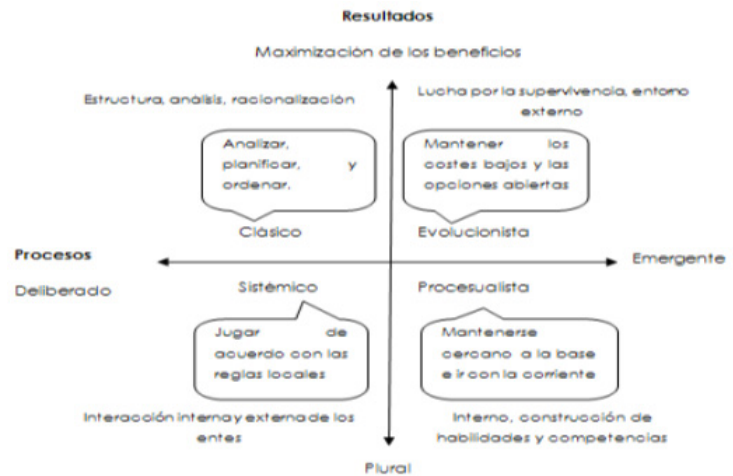 Resultados
Maximización de los beneficios
Estructura, análisis, racionalización
Lucha por la supervivencia, entorno
externo
Analizar,
planificar, y
ordenar.
Mantener los
costes bajos y las
opciones abiertas
Clásico
Evolucionista
Procesos
Emergente
Deliberado
Sistémico
Procesualista
Jugar de
acuerdo con las
reglas locales
Mantenerse
cercano a la base
e ir con la corriente
Interacción interna y externa de los
entes
Interno, construcción de
habilidades y competencias
Plural